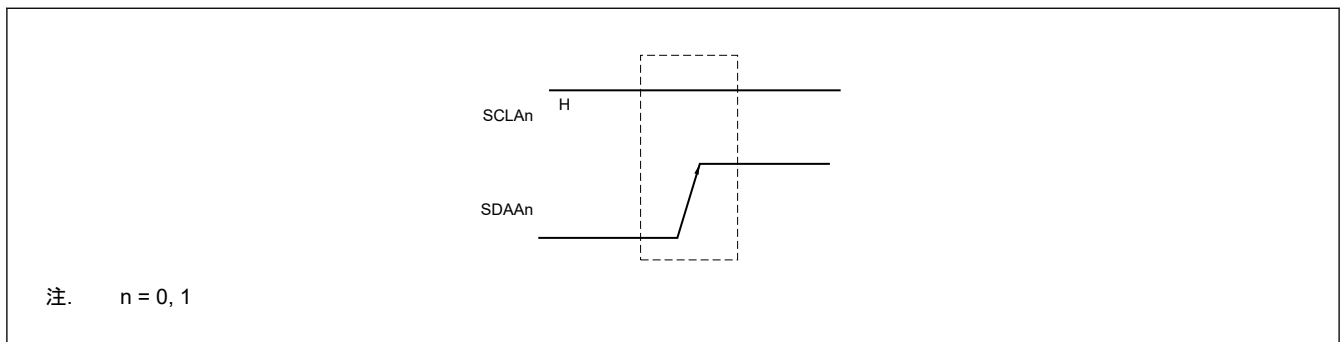 SCLAn
H
SDAAn
注. n = 0, 1